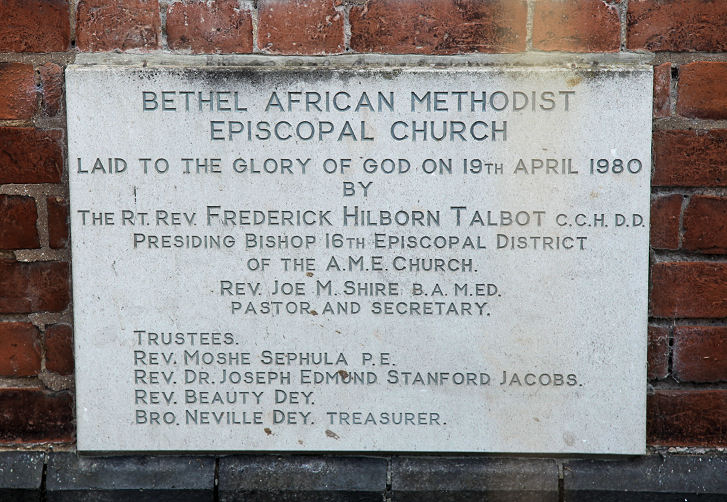 BETHEL AFRICAN METHODIST
EPISCOPAL CHURCH
LAID TO THE GLORY OF GOD ON 19TH APRIL 1980
BY
THE RT. REV. FREDERICK HILBORN TALBOT C.C.H. D.D.
PRESIDING BISHOP 16TH EPISCOPAL DISTRICT
OF THE A.M.E. CHURCH.
REV. JOE M. SHIRE B.A. M.ED.
PASTOR AND SECRETARY.
TRUSTEES.
REV. MOSHE SEPHULA P.E.
REV. DR. JOSEPH EDMUND STANFORD JACOBS.
REV. BEAUTY DEY.
BRO. NEVILLE DEY. TREASURER.